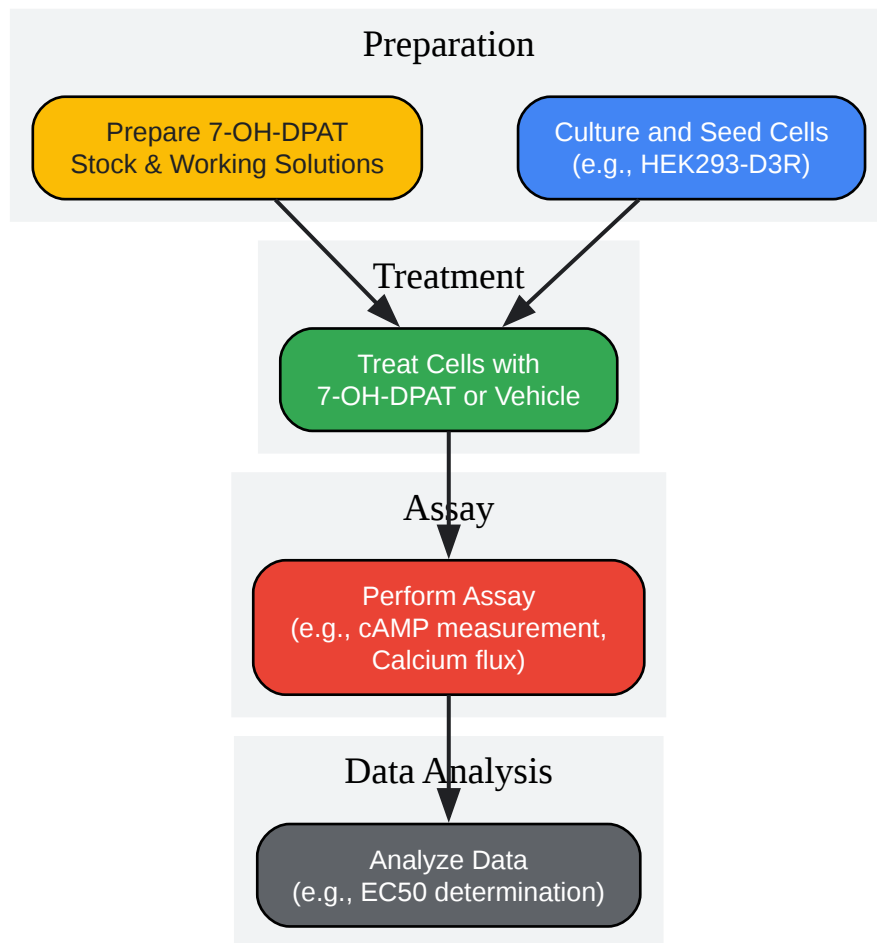 Preparation
Prepare 7-OH-DPAT
Stock & Working Solutions
Culture and Seed Cells
(e.g., HEK293-D3R)
Treatment
Treat Cells with
7-OH-DPAT or Vehicle
Assay
Perform Assay
(e.g., cAMP measurement,
Calcium flux)
Data Analysis
Analyze Data
(e.g., EC50 determination)